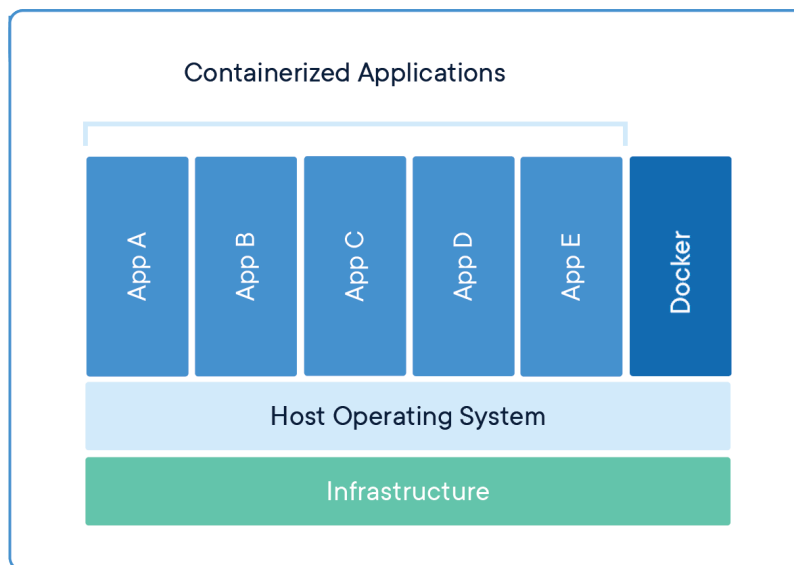 Containerized Applications
App A
App B
App C
App D
App E
Docker
Host Operating System
Infrastructure